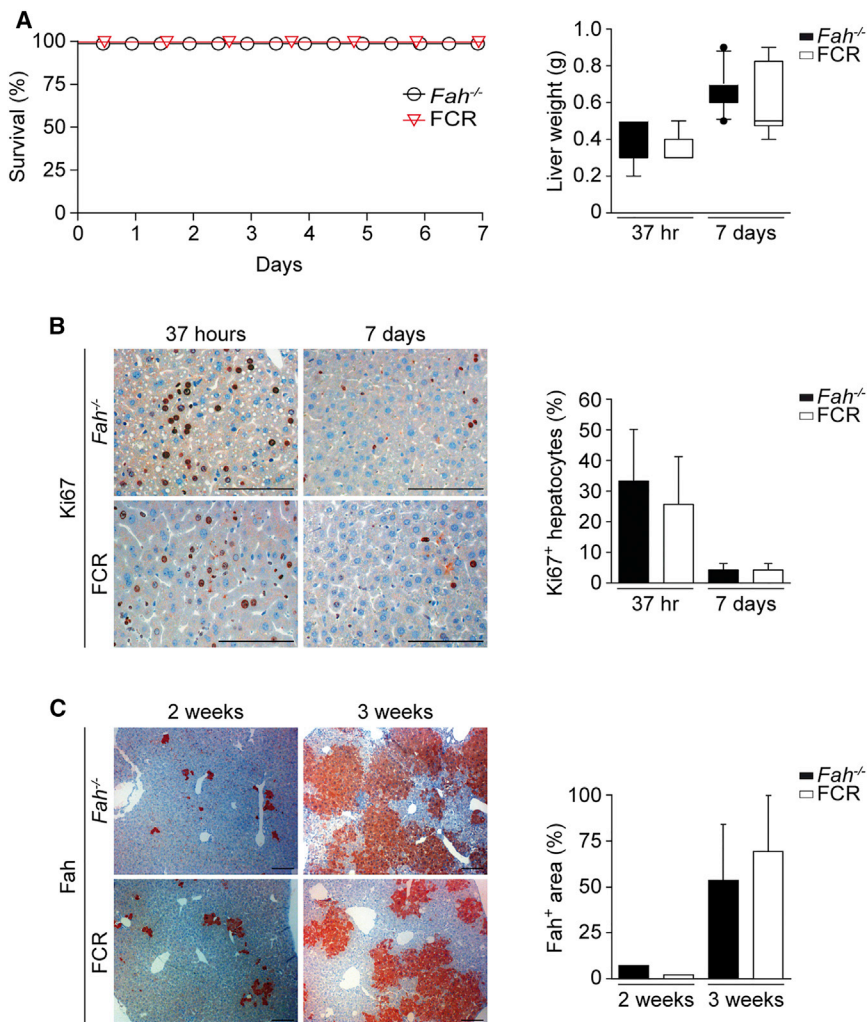 A
Survival (%)
100
75
50
25
0
0 1 2 3 4 5 6 7
Days
Fah-/-
FCR
Liver weight (g)
1.0
0.8
0.6
0.4
0.2
0
37 hr 7 days
Fah-/-
FCR
B
37 hours 7 days
Ki67
Fah-/-
FCR
Ki67+ hepatocytes (%)
60
50
40
30
20
10
0
37 hr 7 days
Fah-/-
FCR
C
2 weeks 3 weeks
Fah
Fah-/-
FCR
Fah+ area (%)
100
75
50
25
0
2 weeks 3 weeks
Fah-/-
FCR